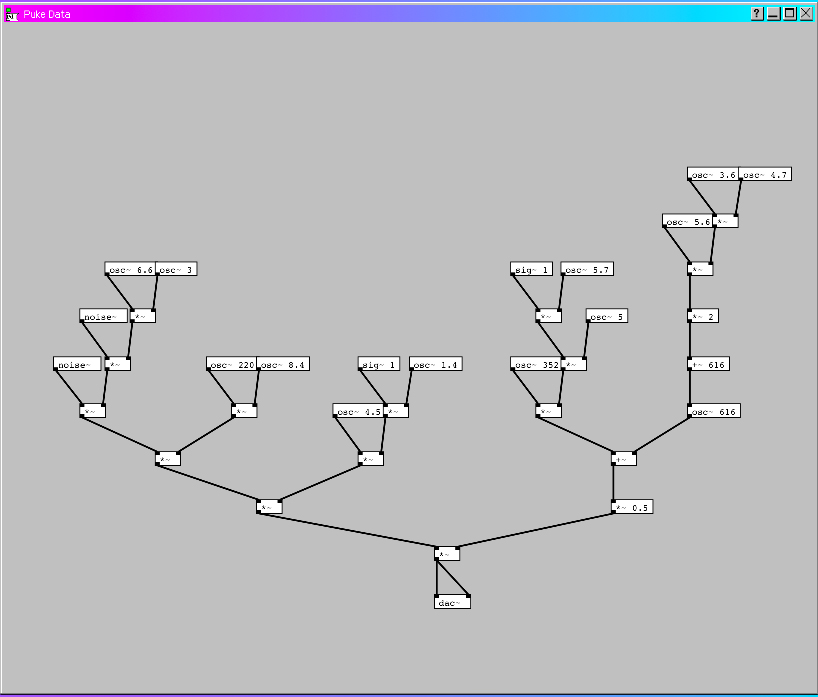 Puke Data
osc~ 3.6 osc~ 4.7
osc~ 5.6 *~
osc~ 6.6 osc~ 3 sig~ 1 osc~ 5.7 *~
noise~ *~ *~ osc~ 5 *~ 2
noise~ *~ osc~ 220 osc~ 8.4 sig~ 1 osc~ 1.4 osc~ 352 *~ +~ 616
*~ *~ osc~ 4.5 *~ *~ osc~ 616
*~ *~ +~
*~ *~ 0.5
*~
dac~